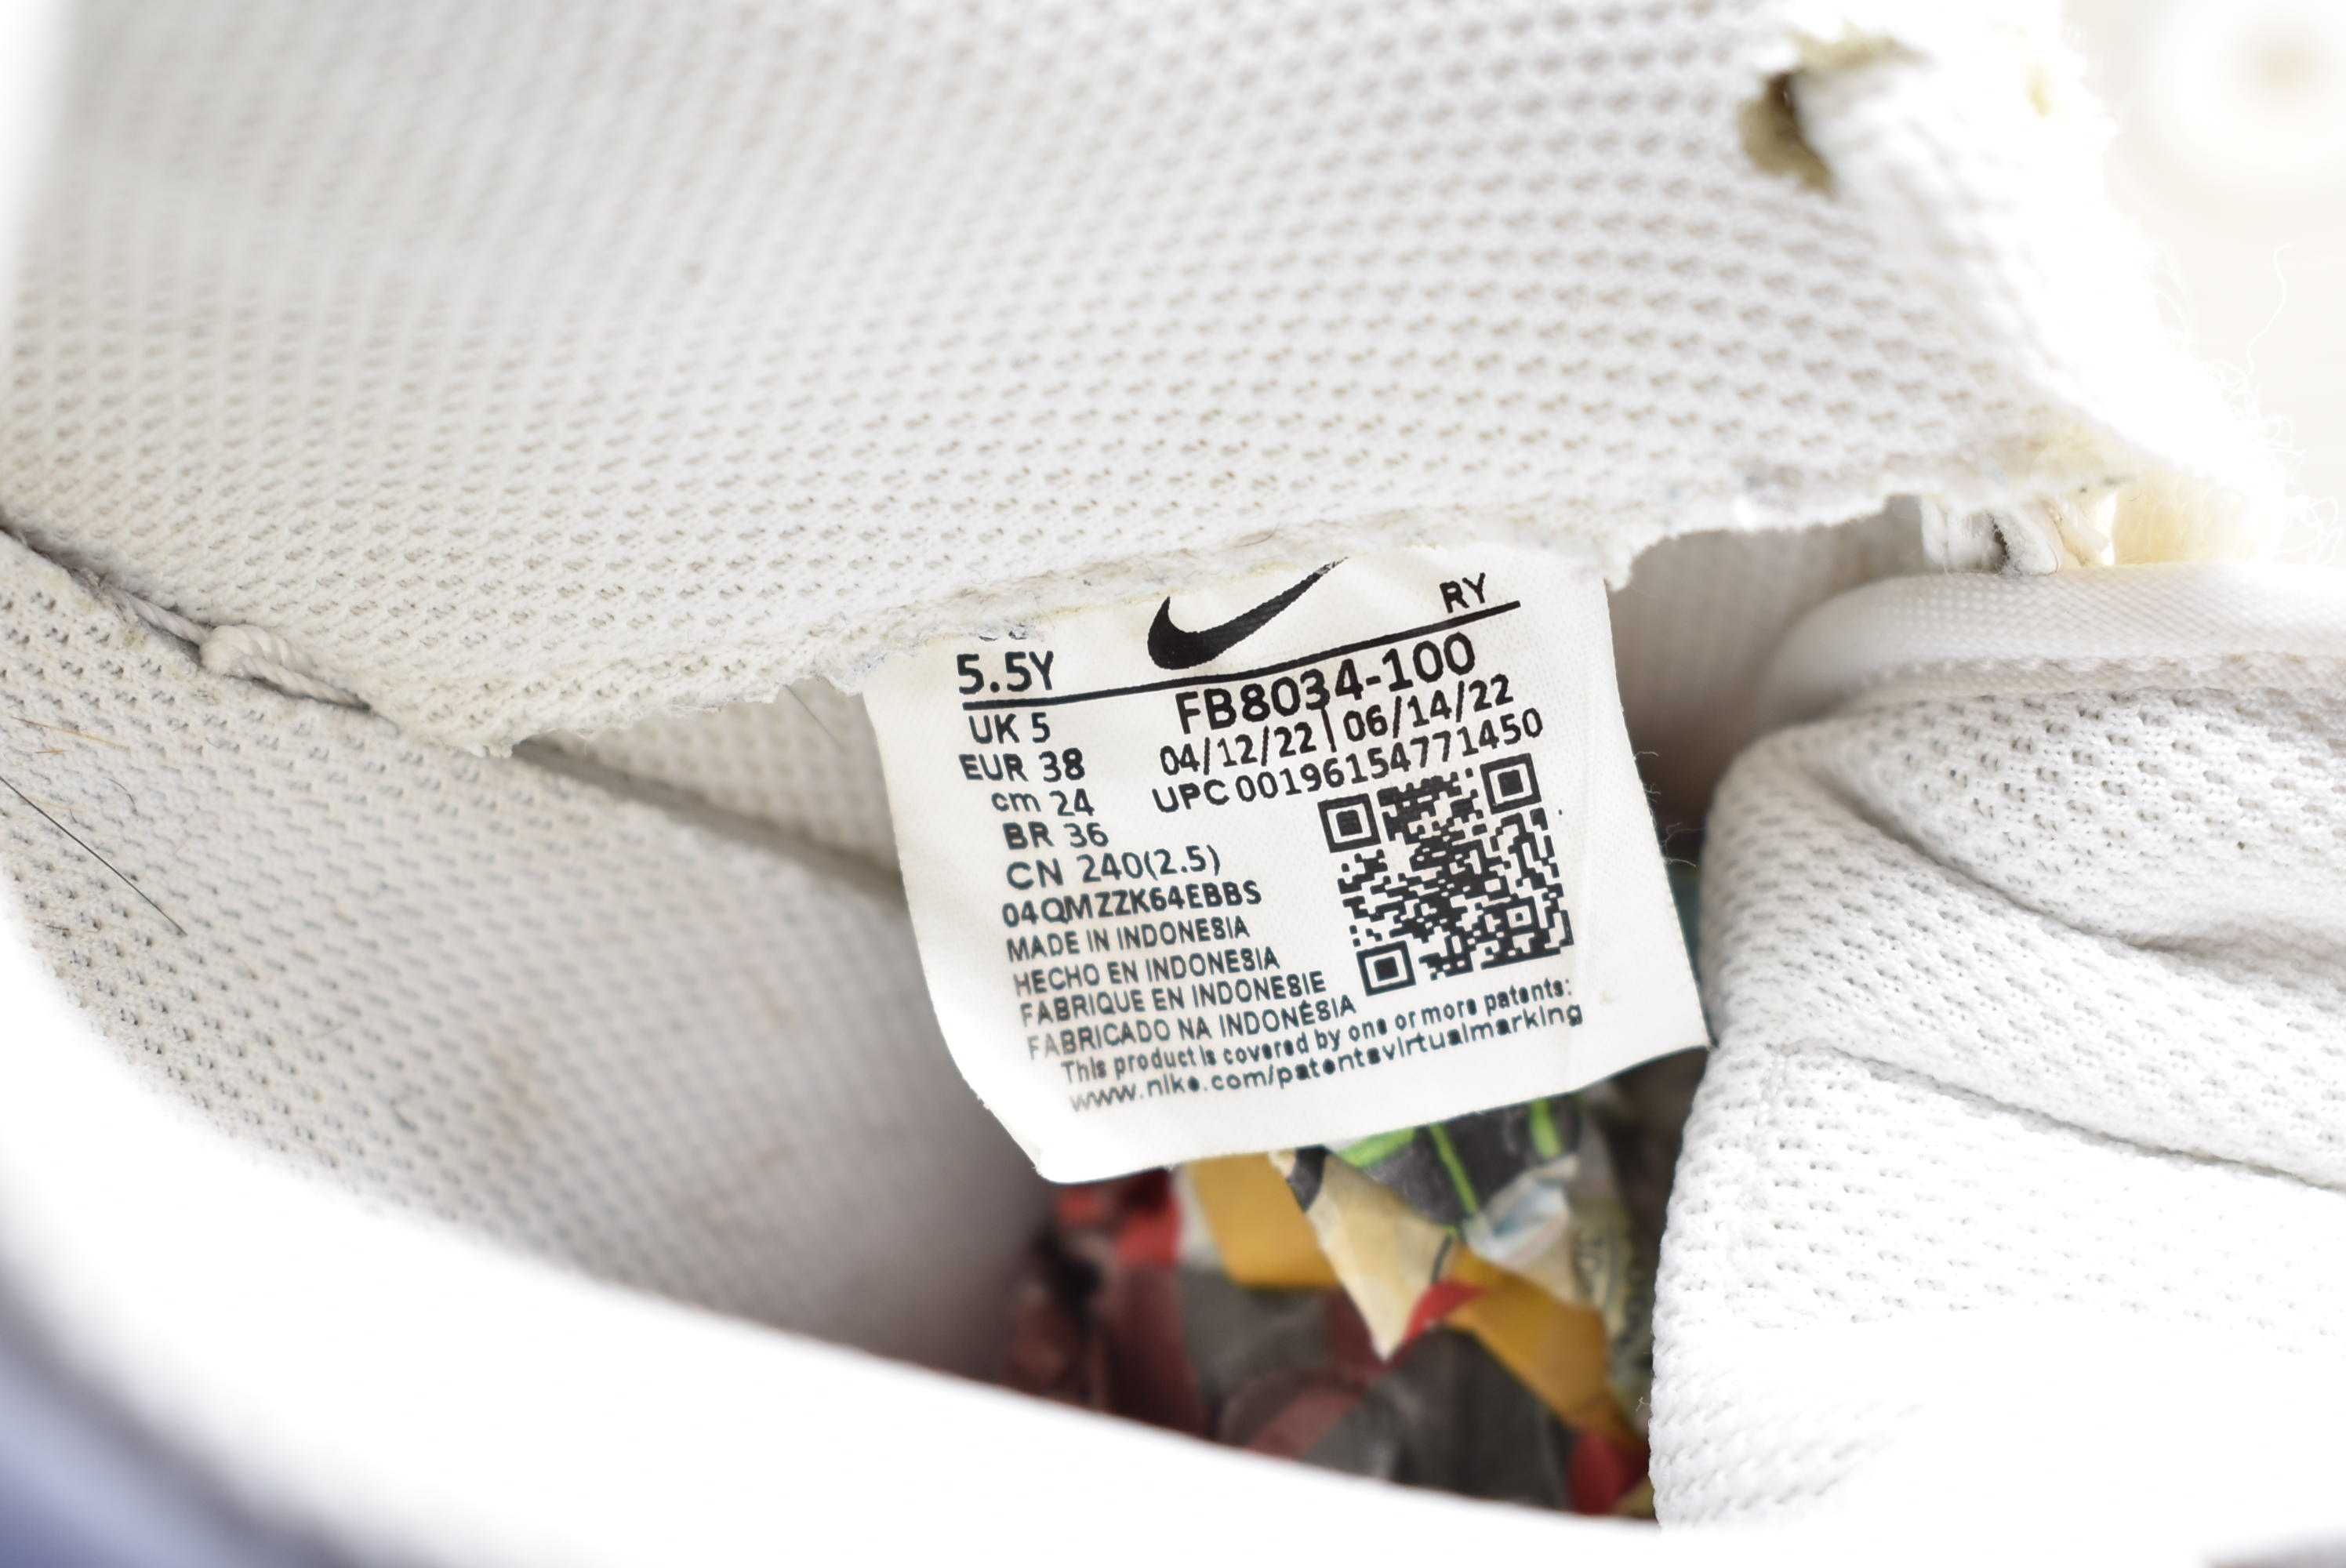 RY
5.5Y
FB8034-100
UK 5
04/12/22 | 06/14/22
EUR 38
UPC 00196154771450
cm 24
BR 36
CN 240(2.5)
04QMZZK64EBBS
MADE IN INDONESIA
HECHO EN INDONESIA
FABRIQUE EN INDONESIE
FABRICADO NA INDONÉSIA
This product is covered by one or more patents:
www.nike.com/patentsvirtualmarking